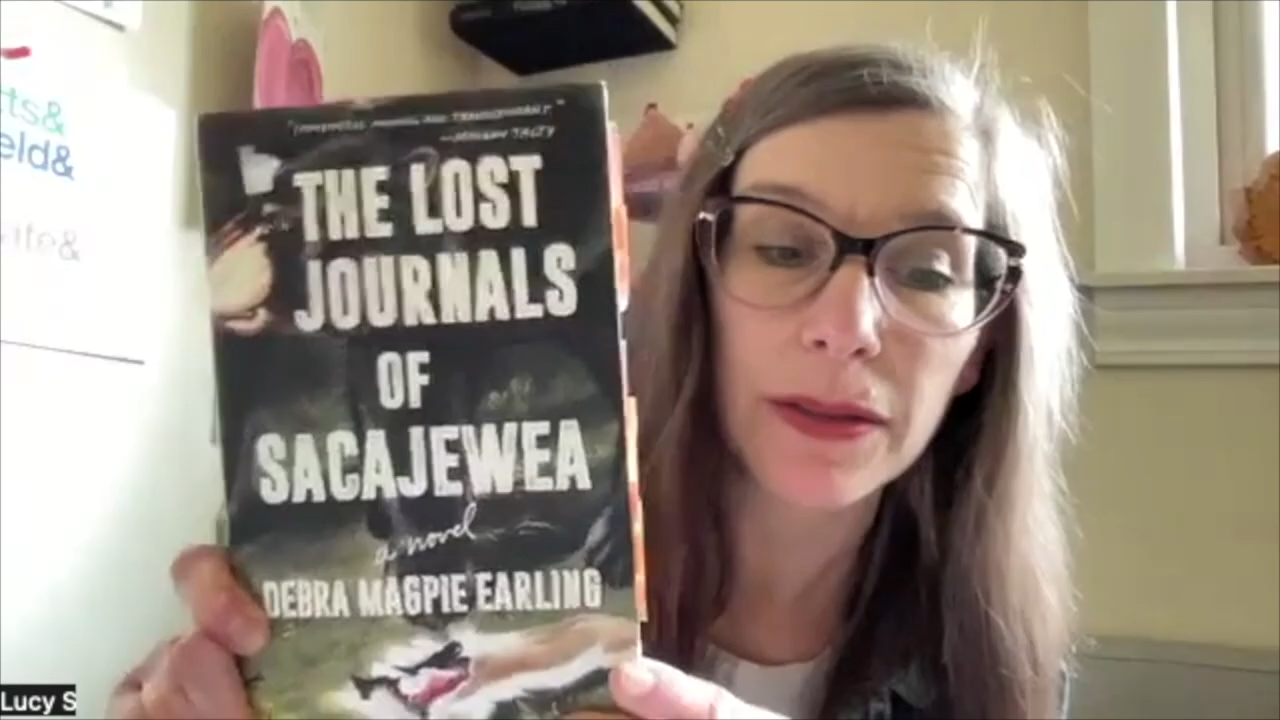 ts&
eld&
THE LOST
JOURNALS
OF
SACAJEWEA
a novel
DEBRA MAGPIE EARLING
Lucy S